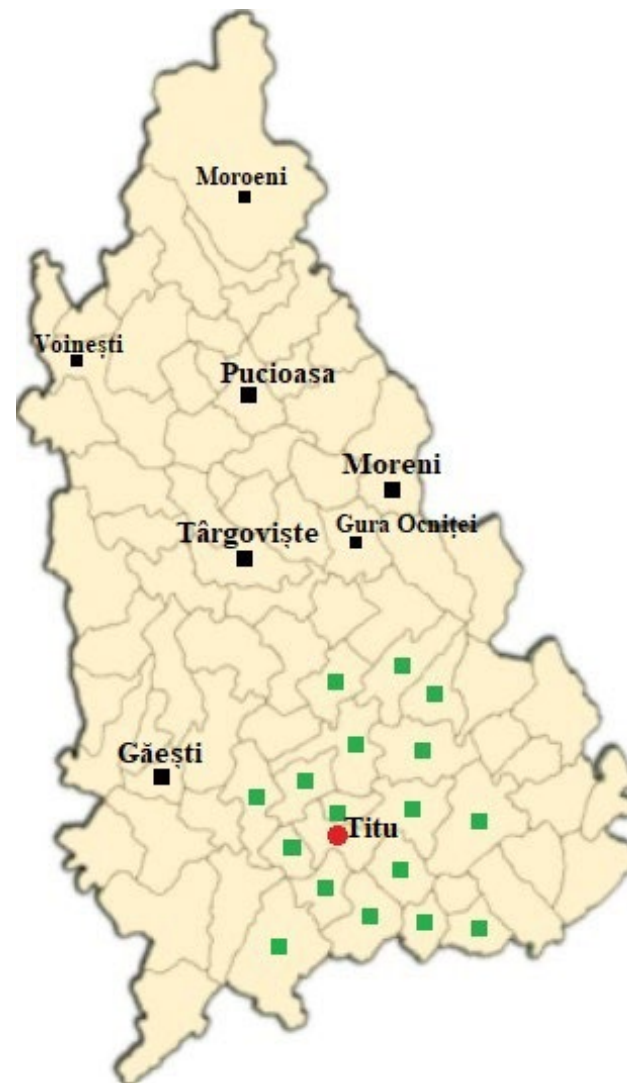 Moroeni
Voinești
Pucioasa
Moreni
Gura Ocniței
Târgoviște
Găești
Titu